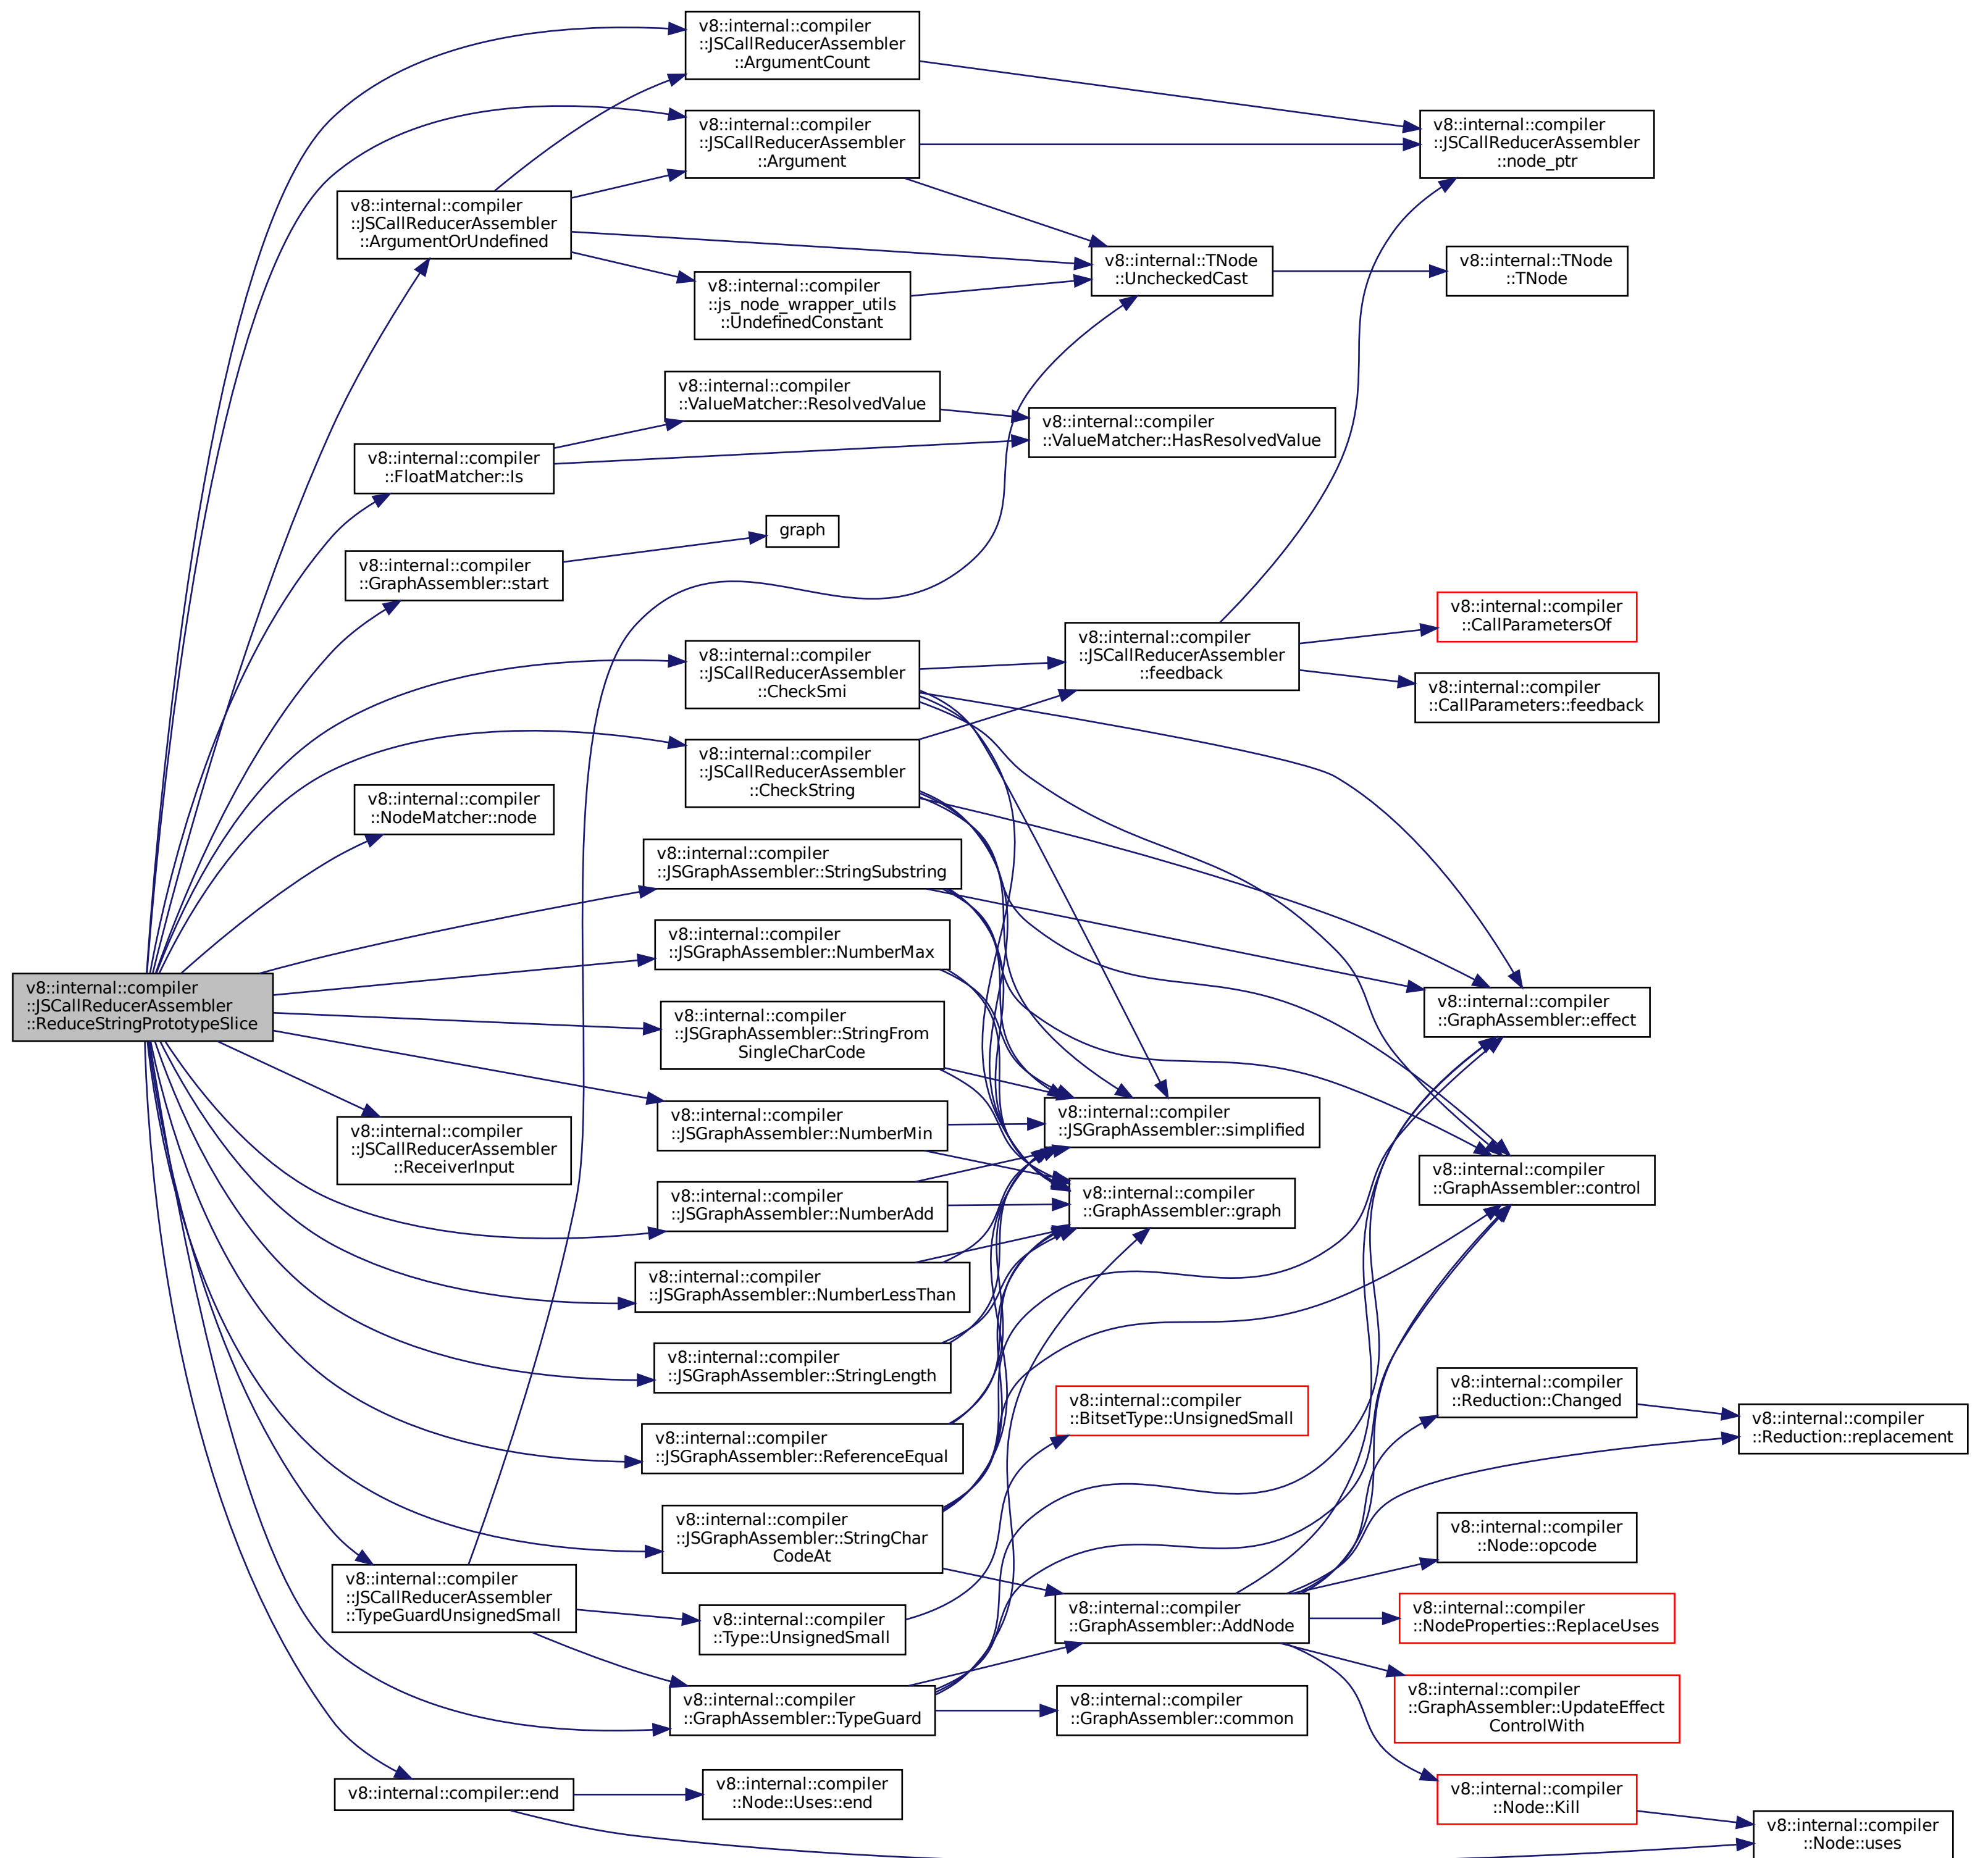 v8::internal::compiler
::JSCallReducerAssembler
::ReduceStringPrototypeSlice
v8::internal::compiler
::JSCallReducerAssembler
::ArgumentOrUndefined
v8::internal::compiler
::FloatMatcher::Is
v8::internal::compiler
::GraphAssembler::start
v8::internal::compiler
::NodeMatcher::node
v8::internal::compiler
::JSCallReducerAssembler
::ReceiverInput
v8::internal::compiler
::JSCallReducerAssembler
::TypeGuardUnsignedSmall
v8::internal::compiler::end
v8::internal::compiler
::JSCallReducerAssembler
::ArgumentCount
v8::internal::compiler
::JSCallReducerAssembler
::Argument
v8::internal::compiler
::js_node_wrapper_utils
::UndefinedConstant
v8::internal::compiler
::ValueMatcher::ResolvedValue
graph
v8::internal::compiler
::JSCallReducerAssembler
::CheckSmi
v8::internal::compiler
::JSCallReducerAssembler
::CheckString
v8::internal::compiler
::JSGraphAssembler::StringSubstring
v8::internal::compiler
::JSGraphAssembler::NumberMax
v8::internal::compiler
::JSGraphAssembler::StringFrom
SingleCharCode
v8::internal::compiler
::JSGraphAssembler::NumberMin
v8::internal::compiler
::JSGraphAssembler::NumberAdd
v8::internal::compiler
::JSGraphAssembler::NumberLessThan
v8::internal::compiler
::JSGraphAssembler::StringLength
v8::internal::compiler
::JSGraphAssembler::ReferenceEqual
v8::internal::compiler
::JSGraphAssembler::StringChar
CodeAt
v8::internal::compiler
::Type::UnsignedSmall
v8::internal::compiler
::GraphAssembler::TypeGuard
v8::internal::compiler
::Node::Uses::end
v8::internal::TNode
::UncheckedCast
v8::internal::compiler
::ValueMatcher::HasResolvedValue
v8::internal::compiler
::JSCallReducerAssembler
::feedback
v8::internal::compiler
::JSGraphAssembler::simplified
v8::internal::compiler
::GraphAssembler::graph
v8::internal::compiler
::BitsetType::UnsignedSmall
v8::internal::compiler
::GraphAssembler::AddNode
v8::internal::compiler
::GraphAssembler::common
v8::internal::compiler
::JSCallReducerAssembler
::node_ptr
v8::internal::TNode
::TNode
v8::internal::compiler
::CallParametersOf
v8::internal::compiler
::CallParameters::feedback
v8::internal::compiler
::GraphAssembler::effect
v8::internal::compiler
::GraphAssembler::control
v8::internal::compiler
::Reduction::Changed
v8::internal::compiler
::Node::opcode
v8::internal::compiler
::NodeProperties::ReplaceUses
v8::internal::compiler
::GraphAssembler::UpdateEffect
ControlWith
v8::internal::compiler
::Node::Kill
v8::internal::compiler
::Reduction::replacement
v8::internal::compiler
::Node::uses